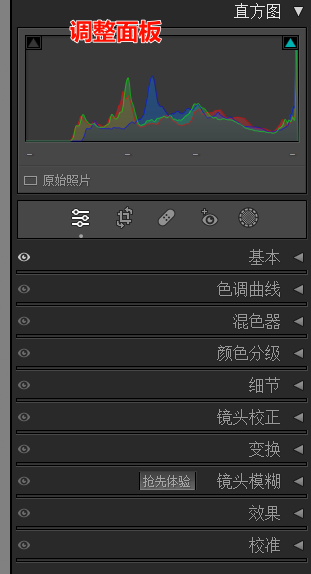 直方图
调整面板
原始照片
基本
色调曲线
混色器
颜色分级
细节
镜头校正
变换
抢先体验 镜头模糊
效果
校准